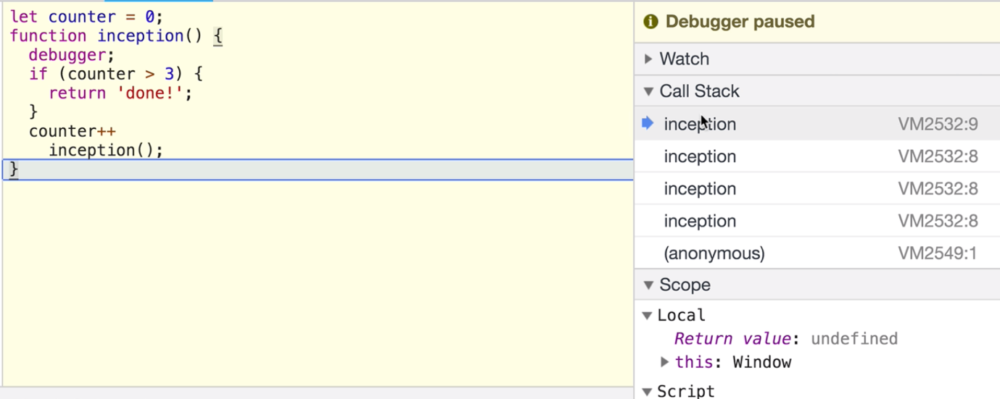 let counter = 0;
function inception() {
  debugger;
  if (counter > 3) {
    return 'done!';
  }
  counter++
    inception();
}
Debugger paused
Watch
Call Stack
inception VM2532:9
inception VM2532:8
inception VM2532:8
inception VM2532:8
(anonymous) VM2549:1
Scope
Local
Return value: undefined
this: Window
Script